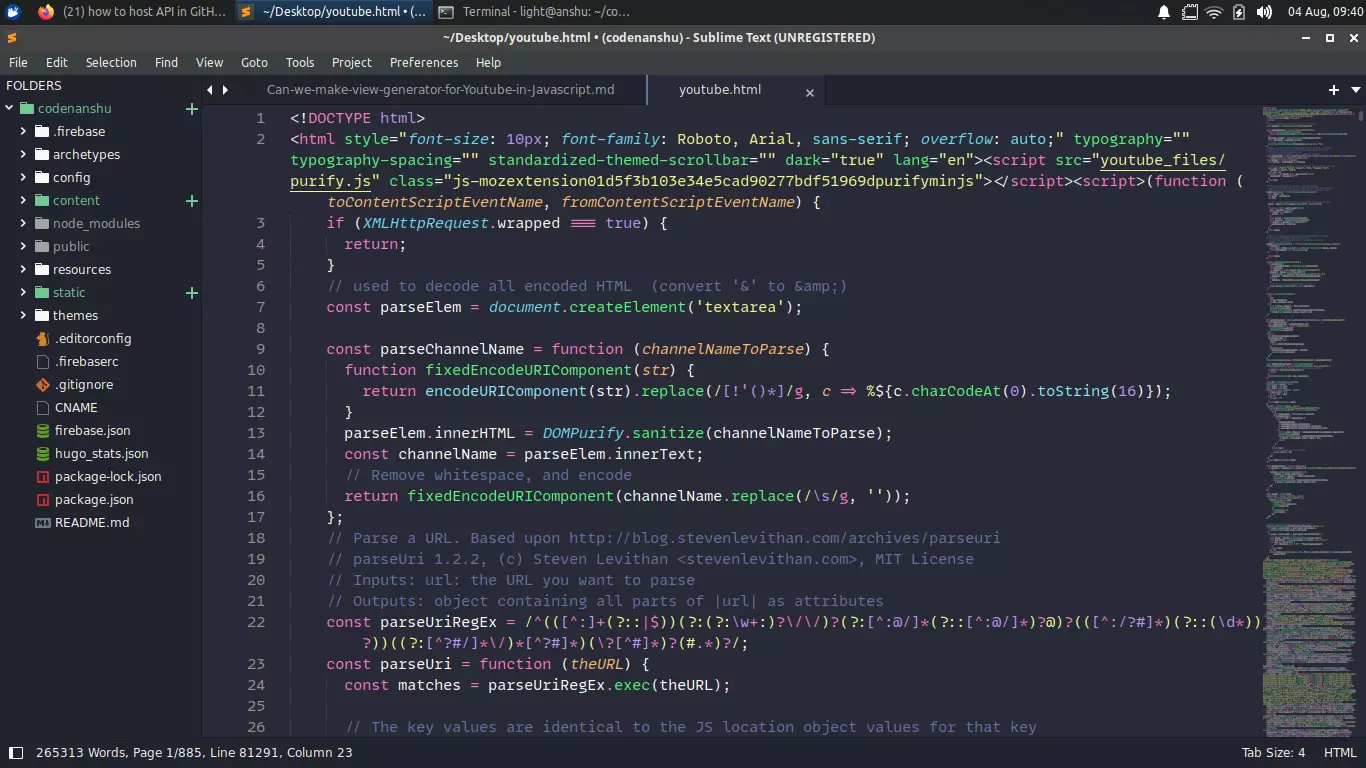 (21) how to host API in GitH... ~/Desktop/youtube.html • (... Terminal - light@anshu: ~/co... 04 Aug, 09:40
~/Desktop/youtube.html • (codenanshu) - Sublime Text (UNREGISTERED)
File Edit Selection Find View Goto Tools Project Preferences Help
FOLDERS
codenanshu
.firebase
archetypes
config
content
node_modules
public
resources
static
themes
.editorconfig
.firebaserc
.gitignore
CNAME
firebase.json
hugo_stats.json
package-lock.json
package.json
README.md
Can-we-make-view-generator-for-Youtube-in-Javascript.md youtube.html
1 <!DOCTYPE html>
2 <html style="font-size: 10px; font-family: Roboto, Arial, sans-serif; overflow: auto;" typography=""
typography-spacing="" standardized-themed-scrollbar="" dark="true" lang="en"><script src="youtube_files/
purify.js" class="js-mozextension01d5f3b103e34e5cad90277bdf51969dpurifyminjs"></script><script>(function (
toContentScriptEventName, fromContentScriptEventName) {
3 if (XMLHttpRequest.wrapped === true) {
4 return;
5 }
6 // used to decode all encoded HTML  (convert '&' to &amp;)
7 const parseElem = document.createElement('textarea');
8
9 const parseChannelName = function (channelNameToParse) {
10 function fixedEncodeURIComponent(str) {
11 return encodeURIComponent(str).replace(/[!'()*]/g, c => %${c.charCodeAt(0).toString(16)});
12 }
13 parseElem.innerHTML = DOMPurify.sanitize(channelNameToParse);
14 const channelName = parseElem.innerText;
15 // Remove whitespace, and encode
16 return fixedEncodeURIComponent(channelName.replace(/\s/g, ''));
17 };
18 // Parse a URL. Based upon http://blog.stevenlevithan.com/archives/parseuri
19 // parseUri 1.2.2, (c) Steven Levithan <stevenlevithan.com>, MIT License
20 // Inputs: url: the URL you want to parse
21 // Outputs: object containing all parts of |url| as attributes
22 const parseUriRegEx = /^(([^:]+(?::|$))(?:(?:\w+:)?\/\/)?(?:[^:@/]*(?::[^:@/]*)?@)?(([^:/?#]*)(?::(\d*))
?))((?:[^?#/]*\/)*[^?#]*)(\?[^#]*)?(#.*)?/;
23 const parseUri = function (theURL) {
24 const matches = parseUriRegEx.exec(theURL);
25
26 // The key values are identical to the JS location object values for that key
265313 Words, Page 1/885, Line 81291, Column 23 Tab Size: 4 HTML